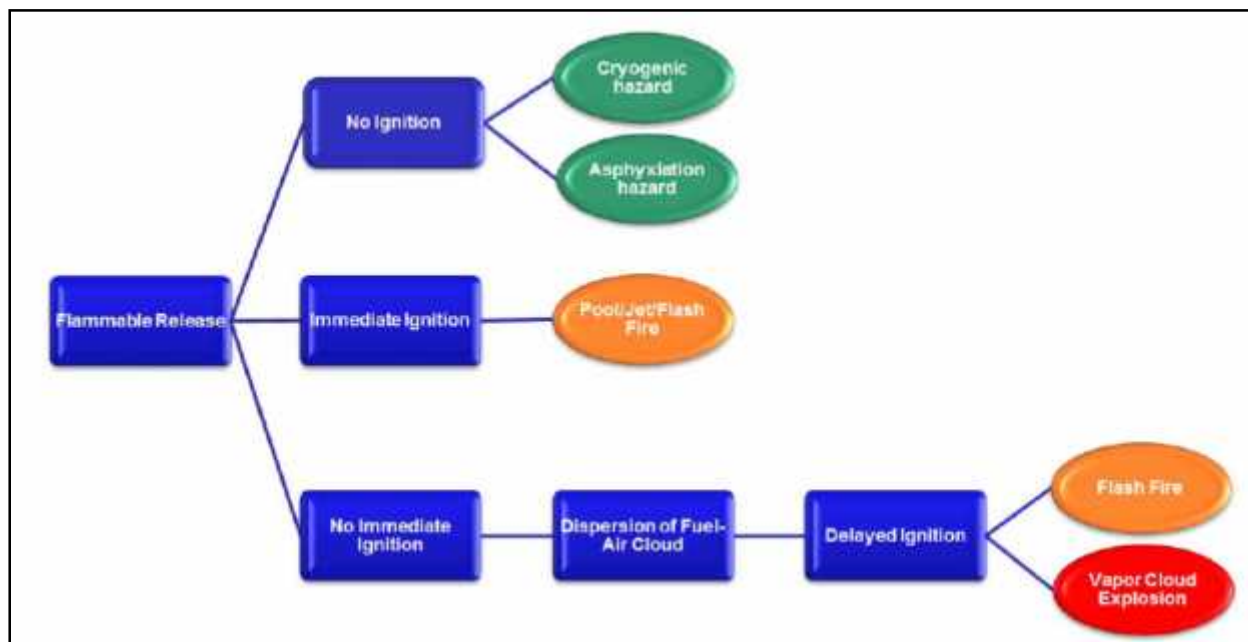 Cryogenic
hazard
No Ignition
Asphyxiation
hazard
Flammable Release
Immediate Ignition
Pool/Jet/Flash
Fire
No Immediate
Ignition
Dispersion of Fuel-
Air Cloud
Delayed Ignition
Flash Fire
Vapor Cloud
Explosion